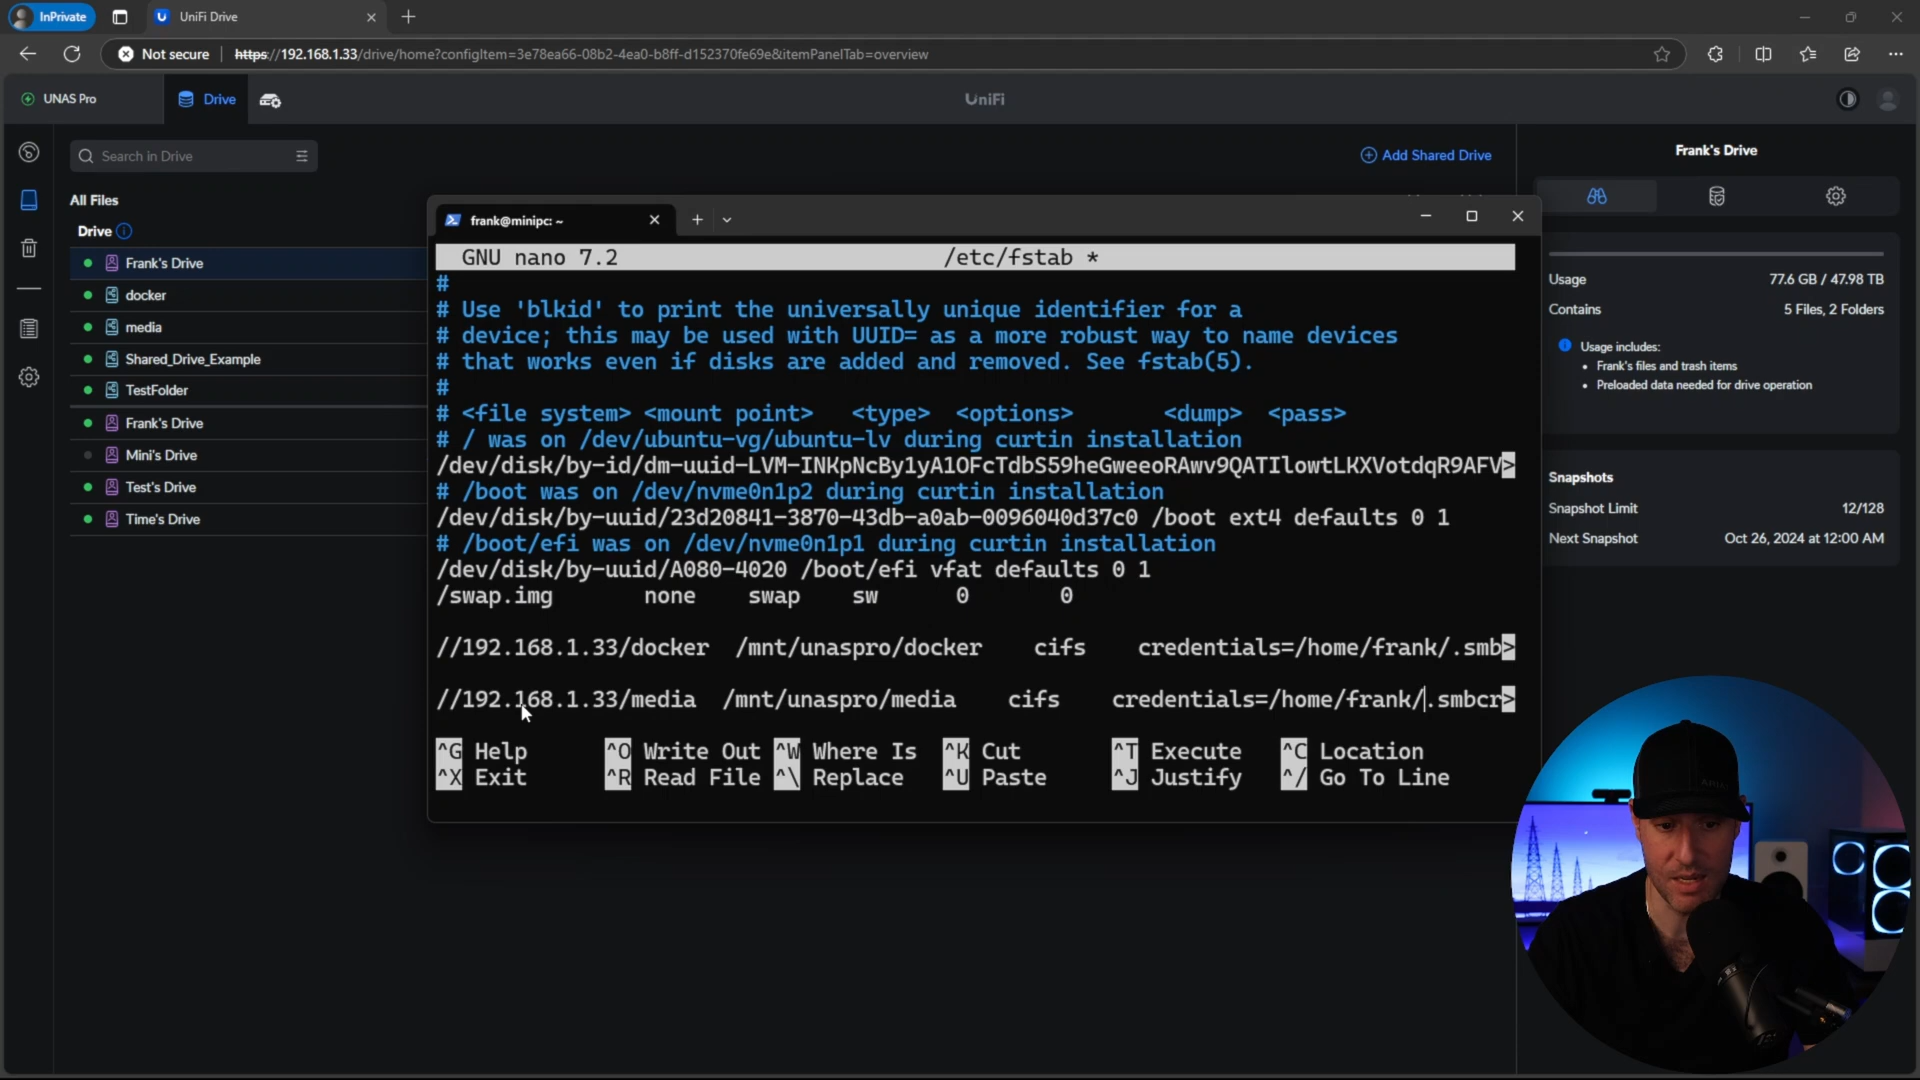 InPrivate
UniFi Drive
Not secure
https://192.168.1.33/drive/home?configItem=3e78ea66-08b2-4ea0-b8ff-d152370fe69e&itemPanelTab=overview
UNAS Pro
Drive
UniFi
Search in Drive
Add Shared Drive
All Files
Drive
Frank's Drive
docker
media
Shared_Drive_Example
TestFolder
Frank's Drive
Mini's Drive
Test's Drive
Time's Drive
frank@minipc: ~
GNU nano 7.2 /etc/fstab *
#
# Use 'blkid' to print the universally unique identifier for a
# device; this may be used with UUID= as a more robust way to name devices
# that works even if disks are added and removed. See fstab(5).
#
# <file system> <mount point> <type> <options> <dump> <pass>
# / was on /dev/ubuntu-vg/ubuntu-lv during curtin installation
/dev/disk/by-id/dm-uuid-LVM-INKpNcBy1yA1OFcTdbS59heGweeoRAwv9QATIlowtLKXVotdqR9AFV>
# /boot was on /dev/nvme0n1p2 during curtin installation
/dev/disk/by-uuid/23d20841-3870-43db-a0ab-0096040d37c0 /boot ext4 defaults 0 1
# /boot/efi was on /dev/nvme0n1p1 during curtin installation
/dev/disk/by-uuid/A080-4020 /boot/efi vfat defaults 0 1
/swap.img none swap sw 0 0
//192.168.1.33/docker /mnt/unaspro/docker cifs credentials=/home/frank/.smb>
//192.168.1.33/media /mnt/unaspro/media cifs credentials=/home/frank/.smbcr>
^G Help ^O Write Out ^W Where Is ^K Cut ^T Execute ^C Location
^X Exit ^R Read File ^\ Replace ^U Paste ^J Justify ^/ Go To Line
Frank's Drive
Usage 77.6 GB / 47.98 TB
Contains 5 Files, 2 Folders
Usage includes:
• Frank's files and trash items
• Preloaded data needed for drive operation
Snapshots
Snapshot Limit 12/128
Next Snapshot Oct 26, 2024 at 12:00 AM